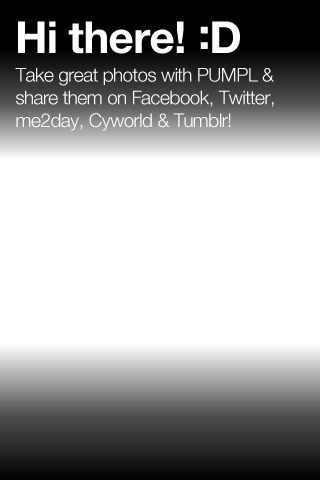 Hi there! :D
Take great photos with PUMPL &
share them on Facebook, Twitter,
me2day, Cyworld & Tumblr!